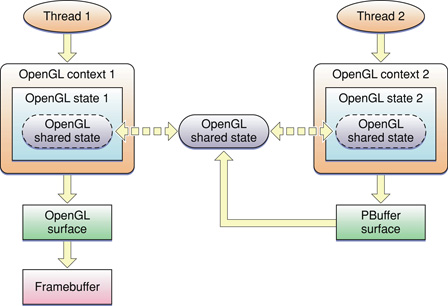 Thread 1
Thread 2
OpenGL context 1
OpenGL context 2
OpenGL state 1
OpenGL state 2
OpenGL
shared state
OpenGL
shared state
OpenGL
shared state
OpenGL
surface
PBuffer
surface
Framebuffer